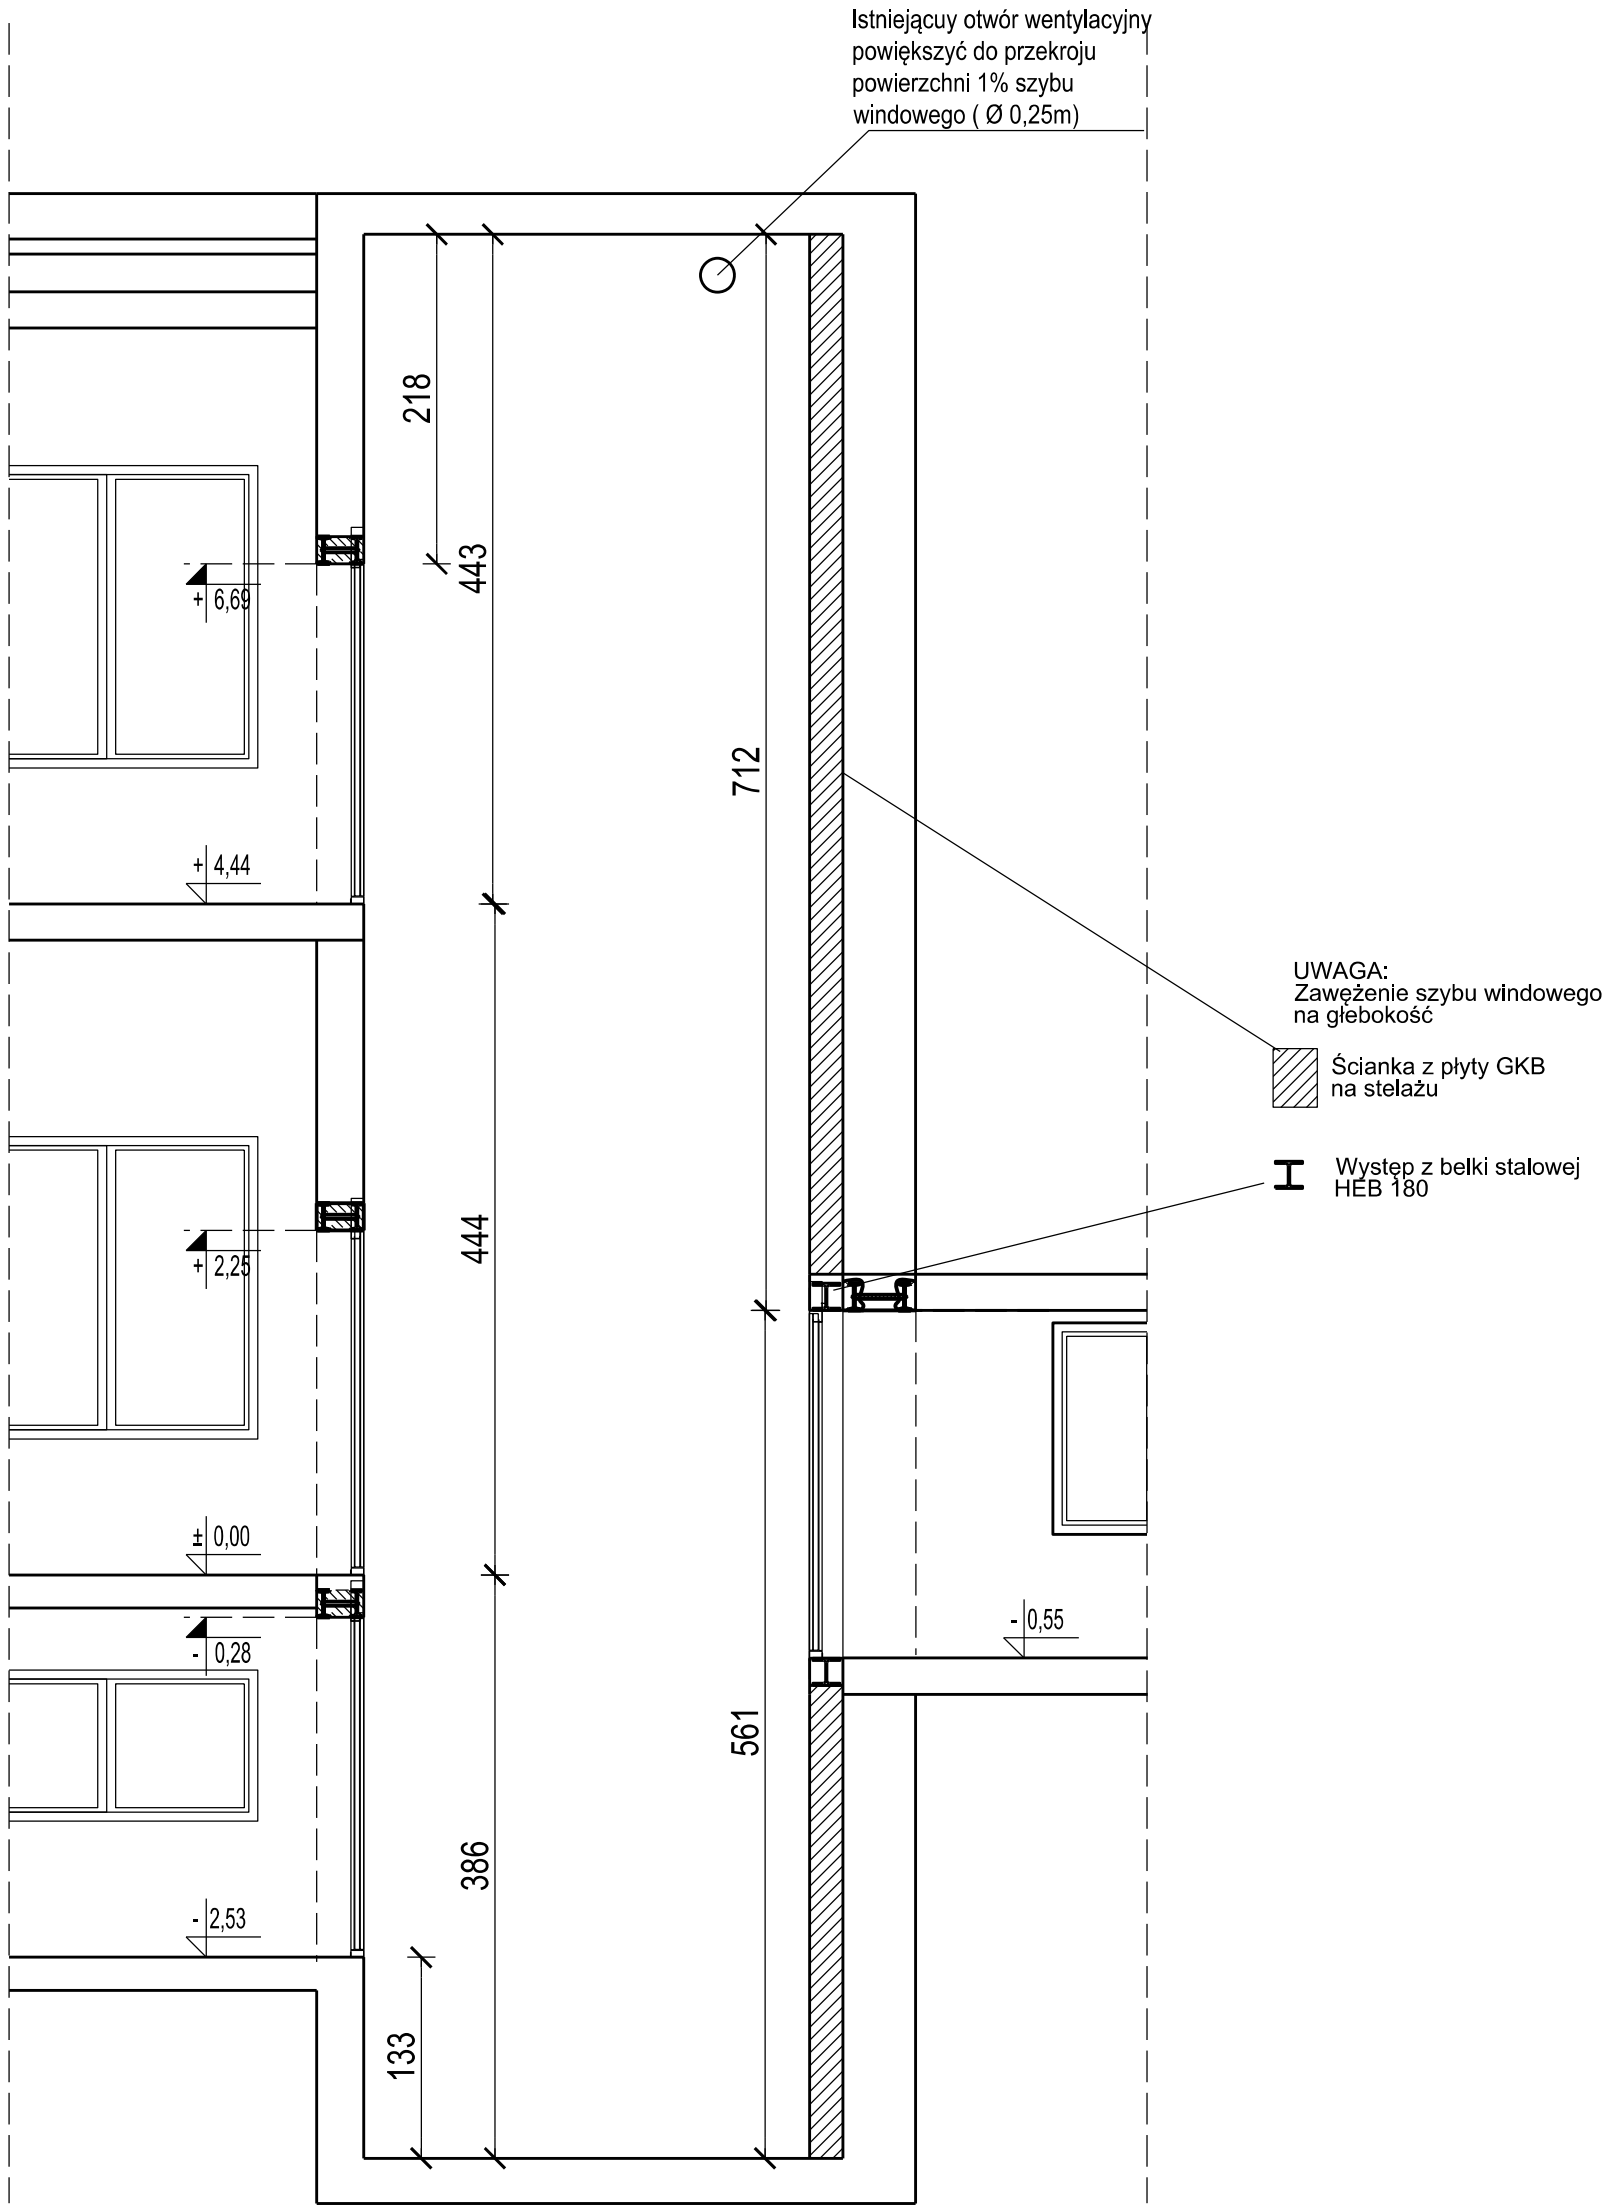 Istniejącuy otwór wentylacyjny
powiększyć do przekroju
powierzchni 1% szybu
windowego ( Ø 0,25m)
218
443
+ 6,69
712
+ 4,44
UWAGA:
Zawężenie szybu windowego
na głebokość
Ścianka z płyty GKB
na stelażu
Występ z belki stalowej
HEB 180
444
+ 2,25
± 0,00
- 0,55
- 0,28
561
386
- 2,53
133